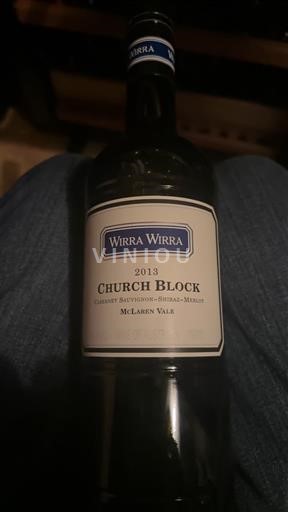 WIRRA
WIRRA WIRRA
VINIOU
2013
CHURCH BLOCK
CABERNET SAUVIGNON-SHIRAZ-MERLOT
MCLAREN VALE